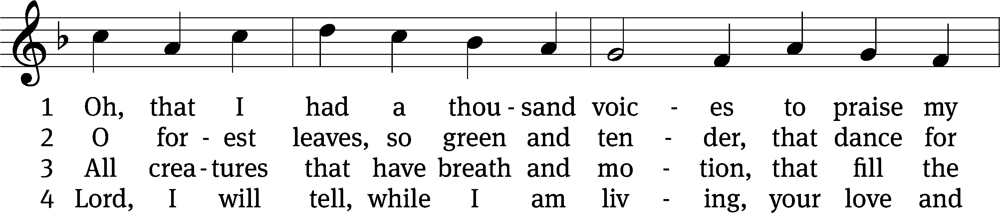 1 Oh, that I had a thou - sand voic - es to praise my
2 O for - est leaves, so green and ten - der, that dance for
3 All crea - tures that have breath and mo - tion, that fill the
4 Lord, I will tell, while I am liv - ing, your love and